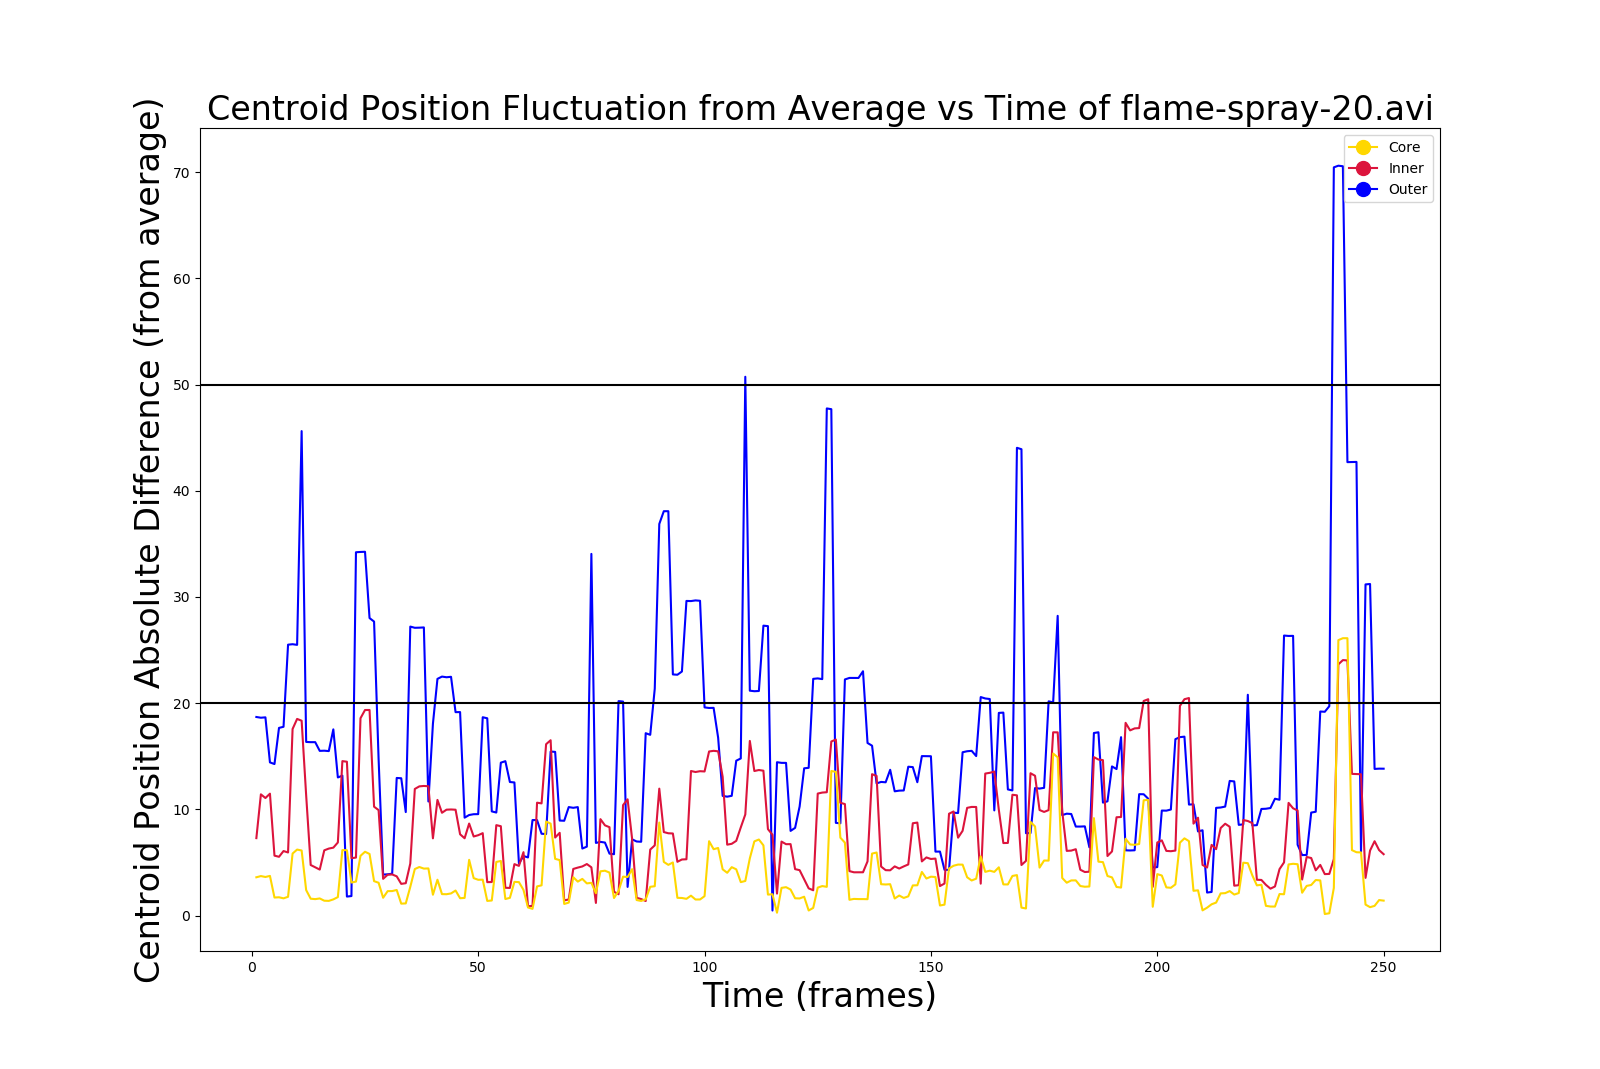 Centroid Position Fluctuation from Average vs Time of flame-spray-20.avi
Centroid Position Absolute Difference (from average)
70
60
50
40
30
20
10
0
Core
Inner
Outer
0 50 100 150 200 250
Time (frames)